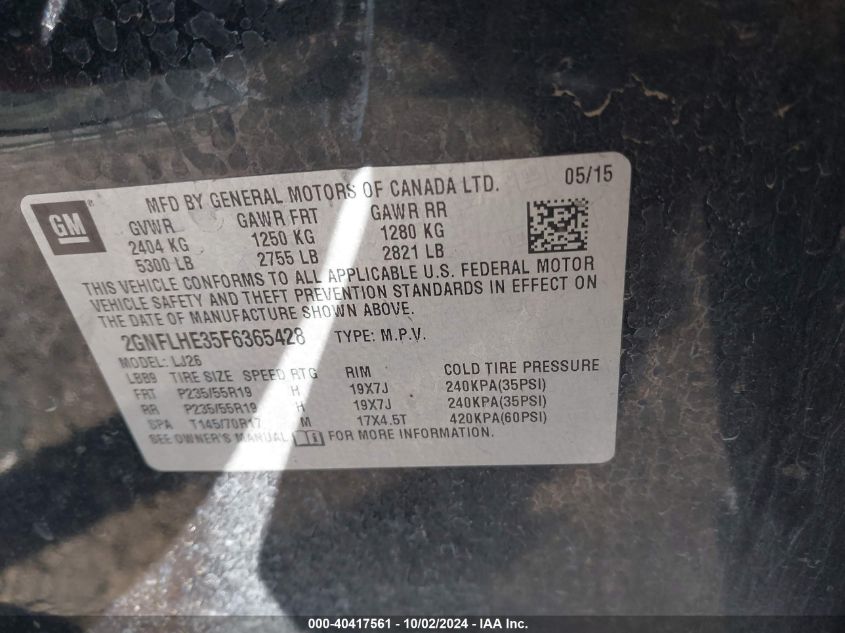 GM®
MFD BY GENERAL MOTORS OF CANADA LTD.
05/15
GVWR GAWR FRT GAWR RR
2404 KG 1250 KG 1280 KG
5300 LB 2755 LB 2821 LB
THIS VEHICLE CONFORMS TO ALL APPLICABLE U.S. FEDERAL MOTOR
VEHICLE SAFETY AND THEFT PREVENTION STANDARDS IN EFFECT ON
THE DATE OF MANUFACTURE SHOWN ABOVE.
2GNFLHE35F6365428 TYPE: M.P.V.
MODEL: LJ26
LBB9 TIRE SIZE SPEED RTG RIM COLD TIRE PRESSURE
FRT P235/55R19 H 19X7J 240KPA(35PSI)
RR P235/55R19 H 19X7J 240KPA(35PSI)
SPA T145/70R17 M 17X4.5T 420KPA(60PSI)
SEE OWNER'S MANUAL FOR MORE INFORMATION.
000-40417561 - 10/02/2024 - IAA Inc.